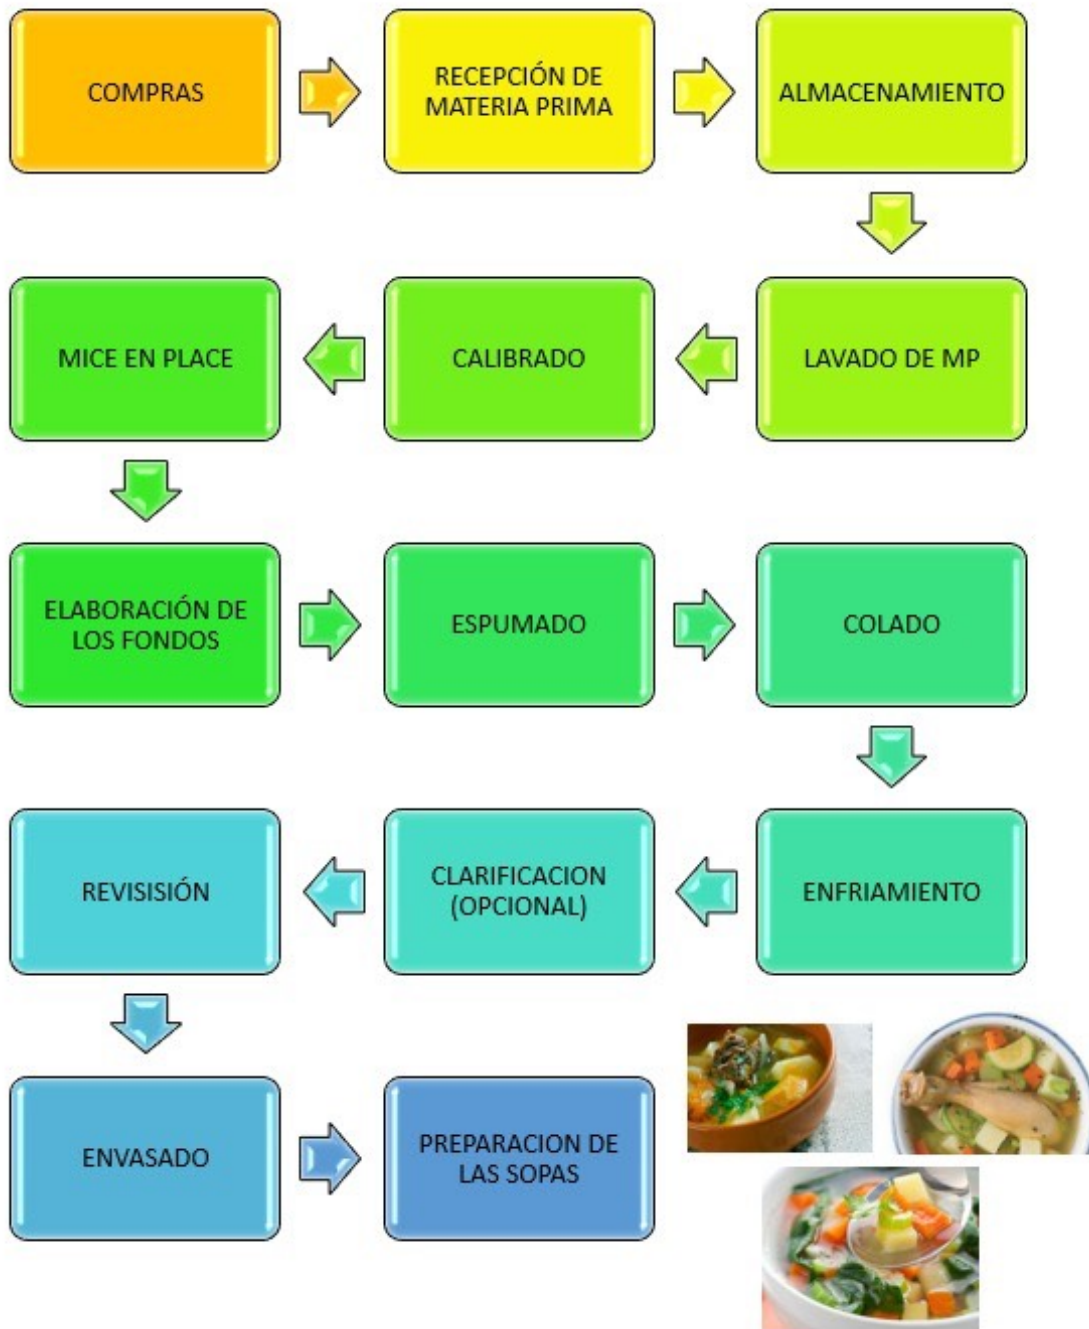 COMPRAS
RECEPCIÓN DE
MATERIA PRIMA
ALMACENAMIENTO
LAVADO DE MP
CALIBRADO
MICE EN PLACE
ELABORACIÓN DE
LOS FONDOS
ESPUMADO
COLADO
ENFRIAMIENTO
CLARIFICACION
(OPCIONAL)
REVISISIÓN
ENVASADO
PREPARACION DE
LAS SOPAS